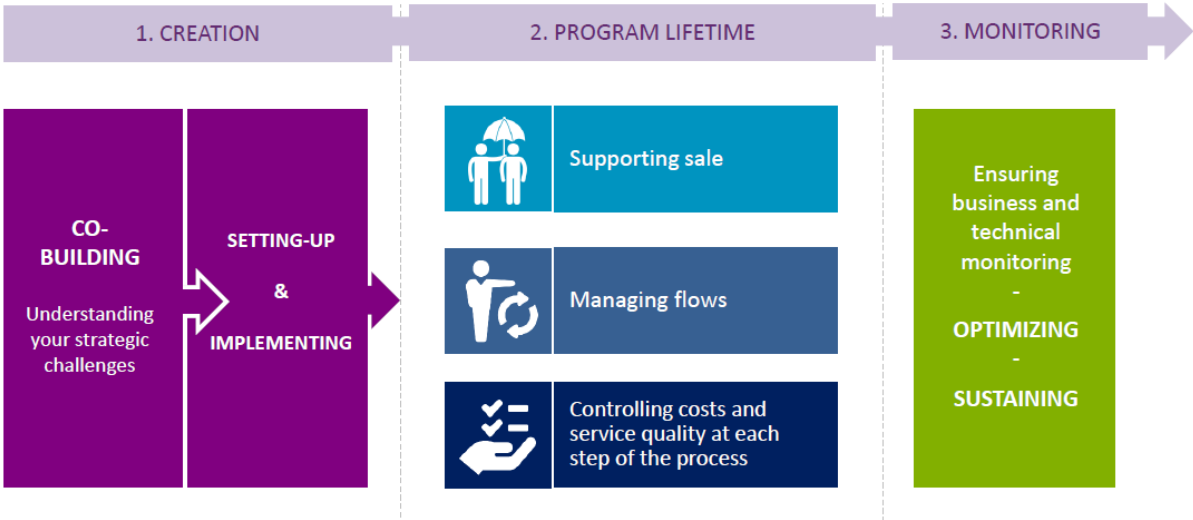 1. CREATION
2. PROGRAM LIFETIME
3. MONITORING
CO-
BUILDING
Understanding
your strategic
challenges
SETTING-UP
&
IMPLEMENTING
Supporting sale
Managing flows
Controlling costs and
service quality at each
step of the process
Ensuring
business and
technical
monitoring
-
OPTIMIZING
-
SUSTAINING